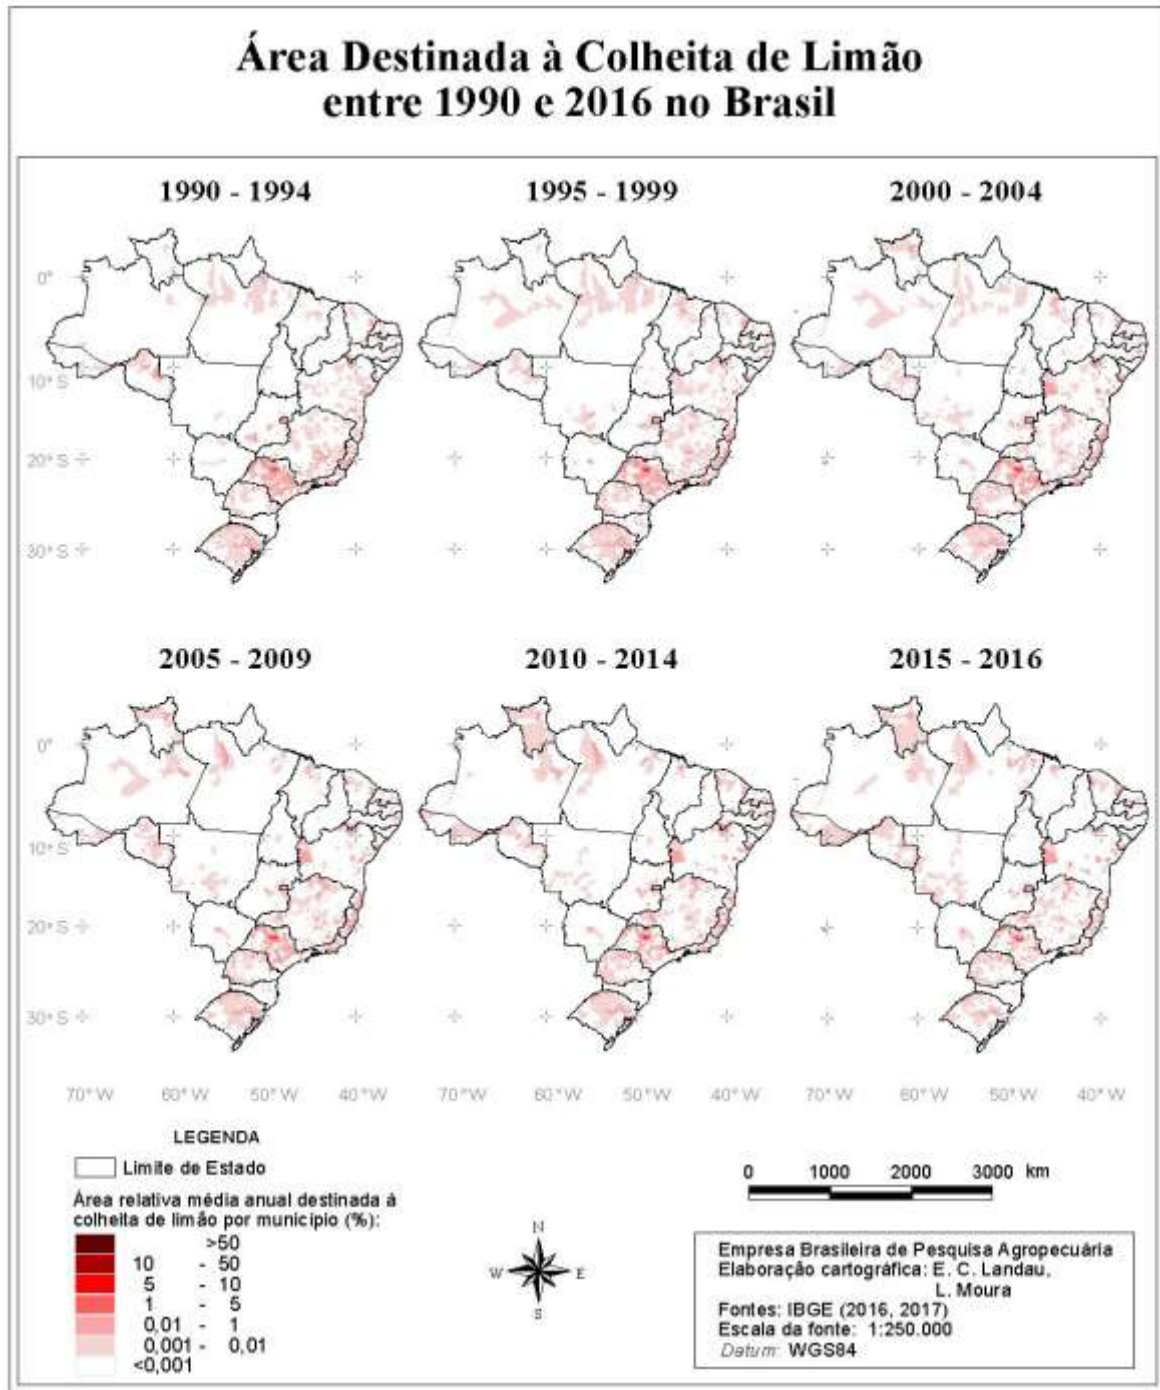 Área Destinada à Colheita de Limão
entre 1990 e 2016 no Brasil
1990 - 1994
1995 - 1999
2000 - 2004
0°
10° S
20° S
30° S
2005 - 2009
2010 - 2014
2015 - 2016
0°
10° S
20° S
30° S
70° W 60° W 50° W 40° W 70° W 60° W 50° W 40° W 70° W 60° W 50° W 40° W
LEGENDA
Limite de Estado
Área relativa média anual destinada à
colheita de limão por município (%):
>50
10 - 50
5 - 10
1 - 5
0,01 - 1
0,001 - 0,01
<0,001
N
W E
S
0 1000 2000 3000 km
Empresa Brasileira de Pesquisa Agropecuária
Elaboração cartográfica: E. C. Landau,
L. Moura
Fontes: IBGE (2016, 2017)
Escala da fonte: 1:250.000
Datum: WGS84